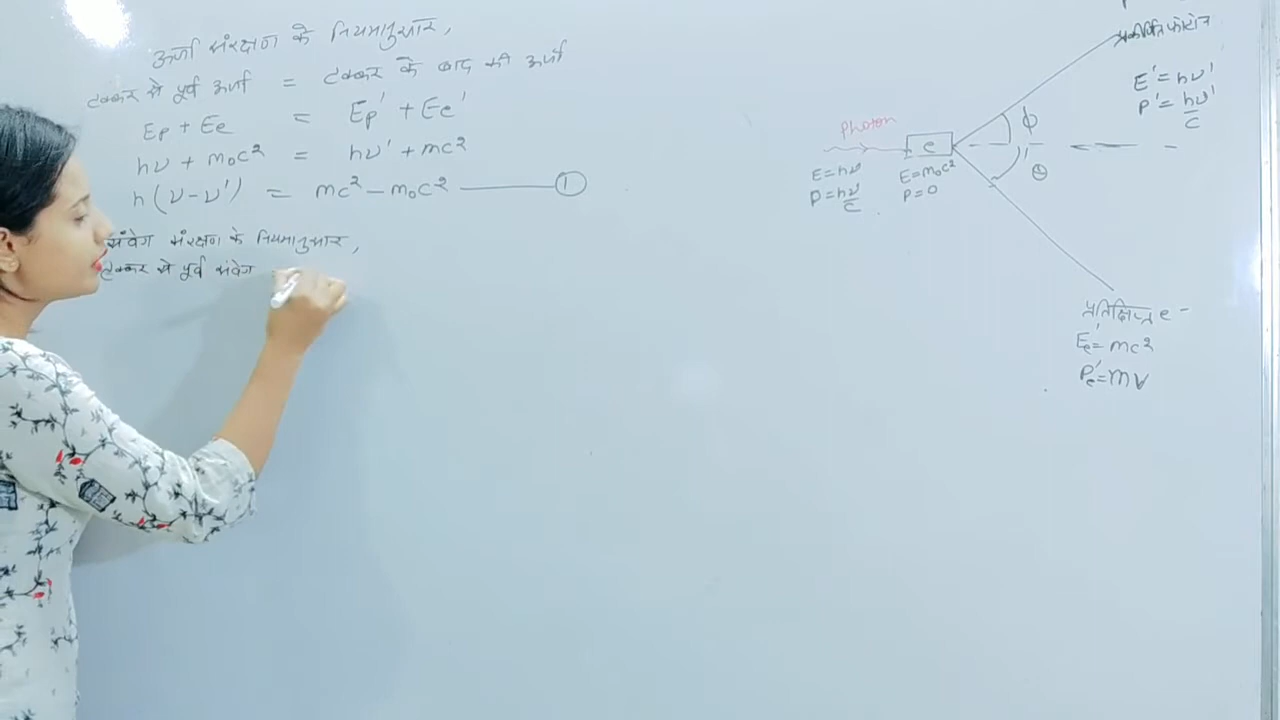 ऊर्जा संरक्षण के नियमानुसार,
टक्कर से पूर्व ऊर्जा = टक्कर के बाद की ऊर्जा
Ep + Ee = Ep' + Ee'
hν + m₀c² = hν' + mc²
h(ν-ν') = mc² - m₀c² ① 
संवेग संरक्षण के नियमानुसार,
टक्कर से पूर्व संवेग
प्रकीर्णित फोटोन
E' = hν'
P' = hν'/c
photon
e
ϕ
E = hν
P = hν/c
E = m₀c²
P = 0
प्रतिक्षिप्त e-
Ee' = mc²
Pe' = mv